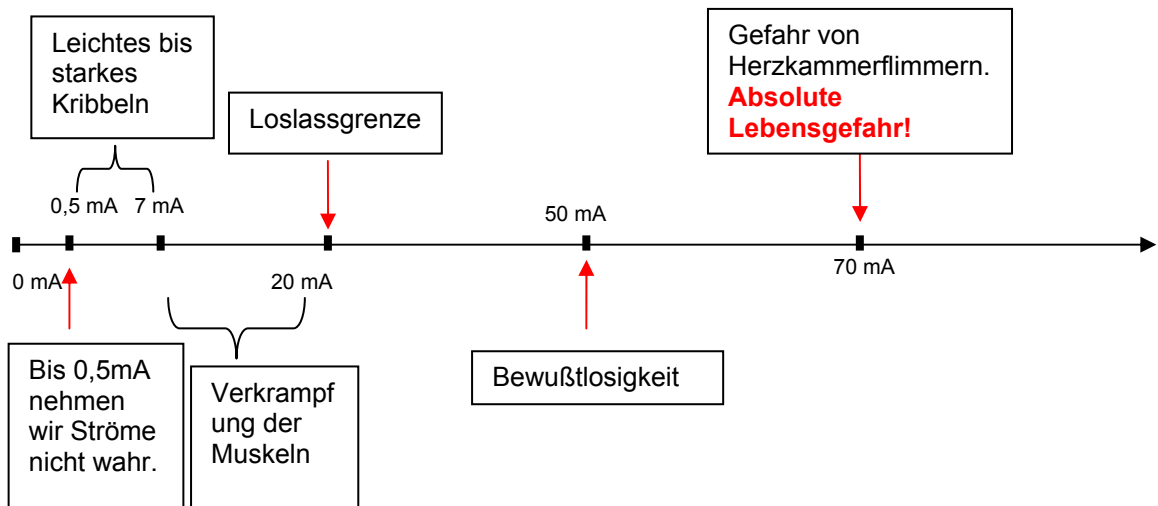 Leichtes bis
starkes
Kribbeln
Loslassgrenze
Gefahr von
Herzkammerflimmern.
Absolute
Lebensgefahr!
0,5 mA
7 mA
50 mA
0 mA
20 mA
70 mA
Bis 0,5mA
nehmen
wir Ströme
nicht wahr.
Verkrampf
ung der
Muskeln
Bewußtlosigkeit